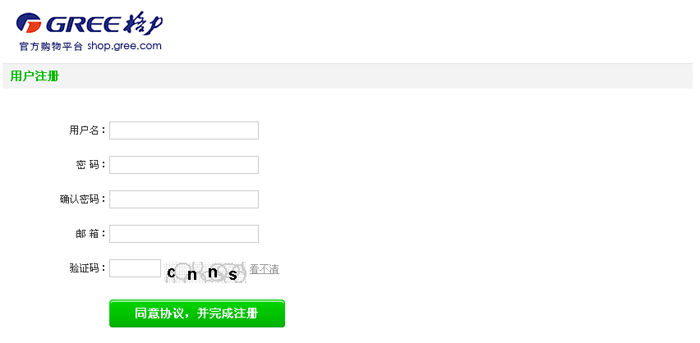 GREE 格力
官方购物平台 shop.gree.com
用户注册
用户名：
密 码：
确认密码：
邮 箱：
验证码： cnns 看不清
同意协议，并完成注册